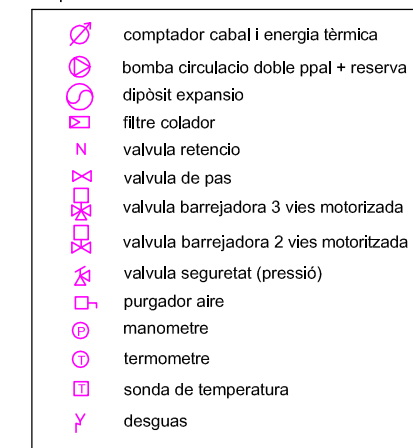 comptador cabal i energia tèrmica
bomba circulacio doble ppal + reserva
dipòsit expansio
filtre colador
N valvula retencio
valvula de pas
valvula barrejadora 3 vies motorizada
valvula barrejadora 2 vies motoritzada
valvula seguretat (pressió)
purgador aire
P manometre
T termometre
T sonda de temperatura
desguas